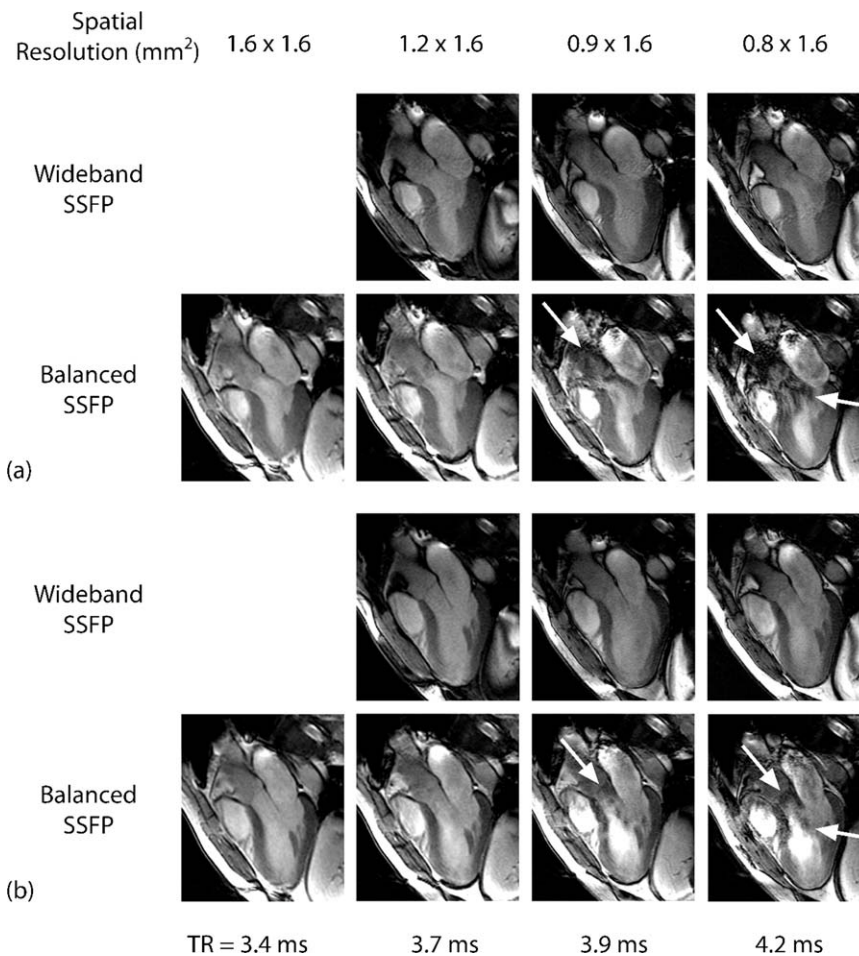 Spatial
Resolution (mm²) 1.6 x 1.6 1.2 x 1.6 0.9 x 1.6 0.8 x 1.6
Wideband
SSFP
Balanced
SSFP
(a)
Wideband
SSFP
Balanced
SSFP
(b)
TR = 3.4 ms 3.7 ms 3.9 ms 4.2 ms